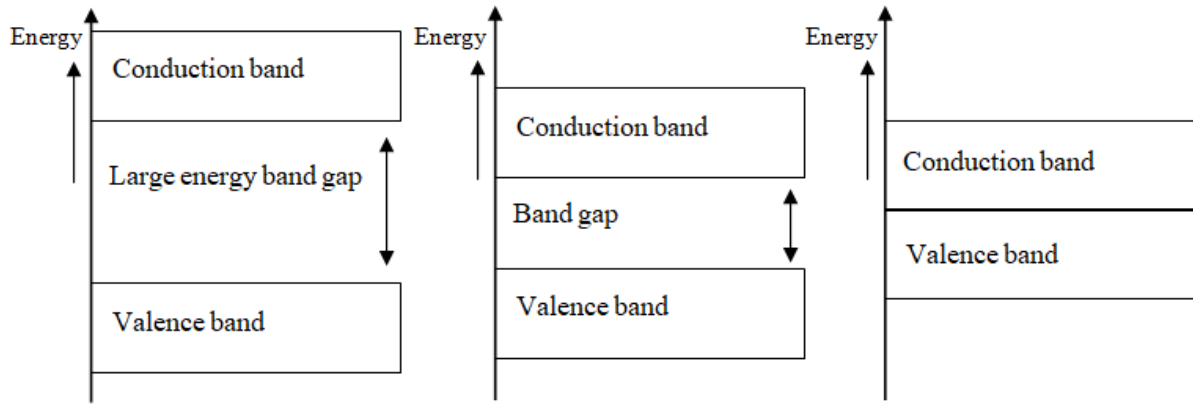 Energy
Conduction band
Large energy band gap
Valence band
Energy
Conduction band
Band gap
Valence band
Energy
Conduction band
Valence band